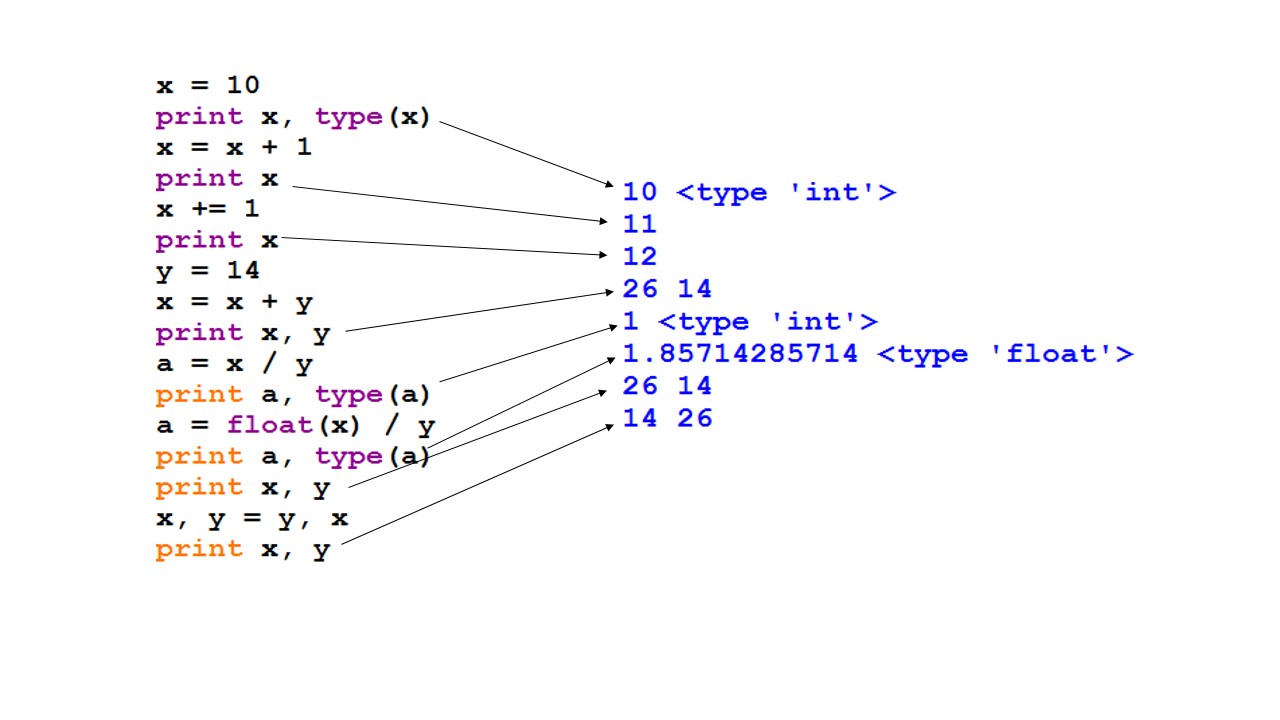 x = 10
print x, type(x)
x = x + 1
print x
x += 1
print x
y = 14
x = x + y
print x, y
a = x / y
print a, type(a)
a = float(x) / y
print a, type(a)
print x, y
x, y = y, x
print x, y
10 <type 'int'>
11
12
26 14
1 <type 'int'>
1.85714285714 <type 'float'>
26 14
14 26